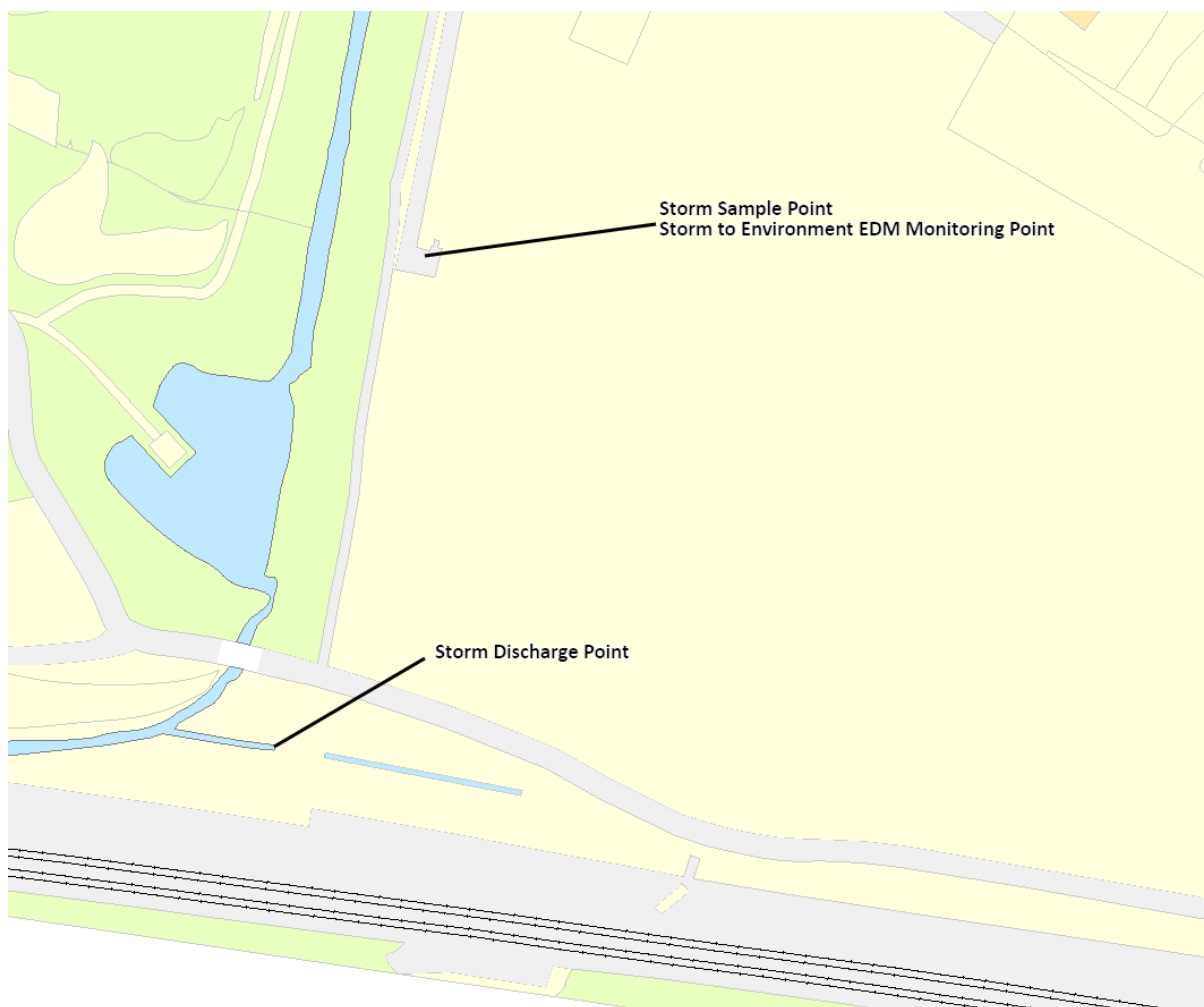 Storm Sample Point
Storm to Environment EDM Monitoring Point
Storm Discharge Point